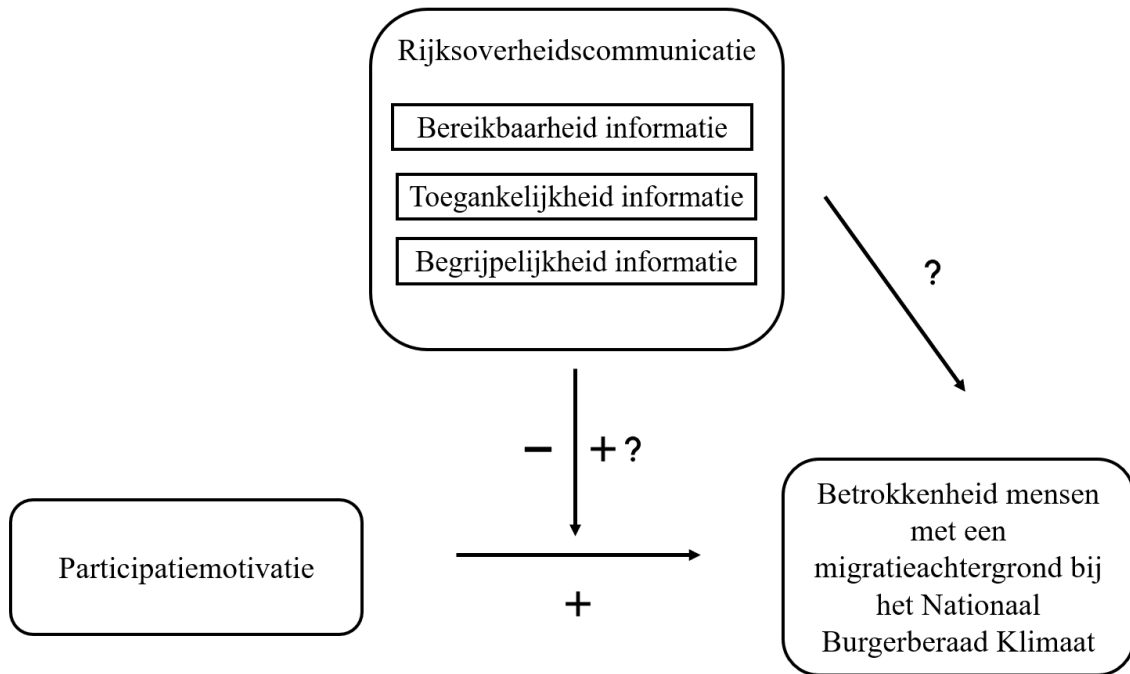 Rijksoverheidscommunicatie
Bereikbaarheid informatie
Toegankelijkheid informatie
Begrijpelijkheid informatie
?
− + ?
Participatiemotivatie
+
Betrokkenheid mensen
met een
migratieachtergrond bij
het Nationaal
Burgerberaad Klimaat